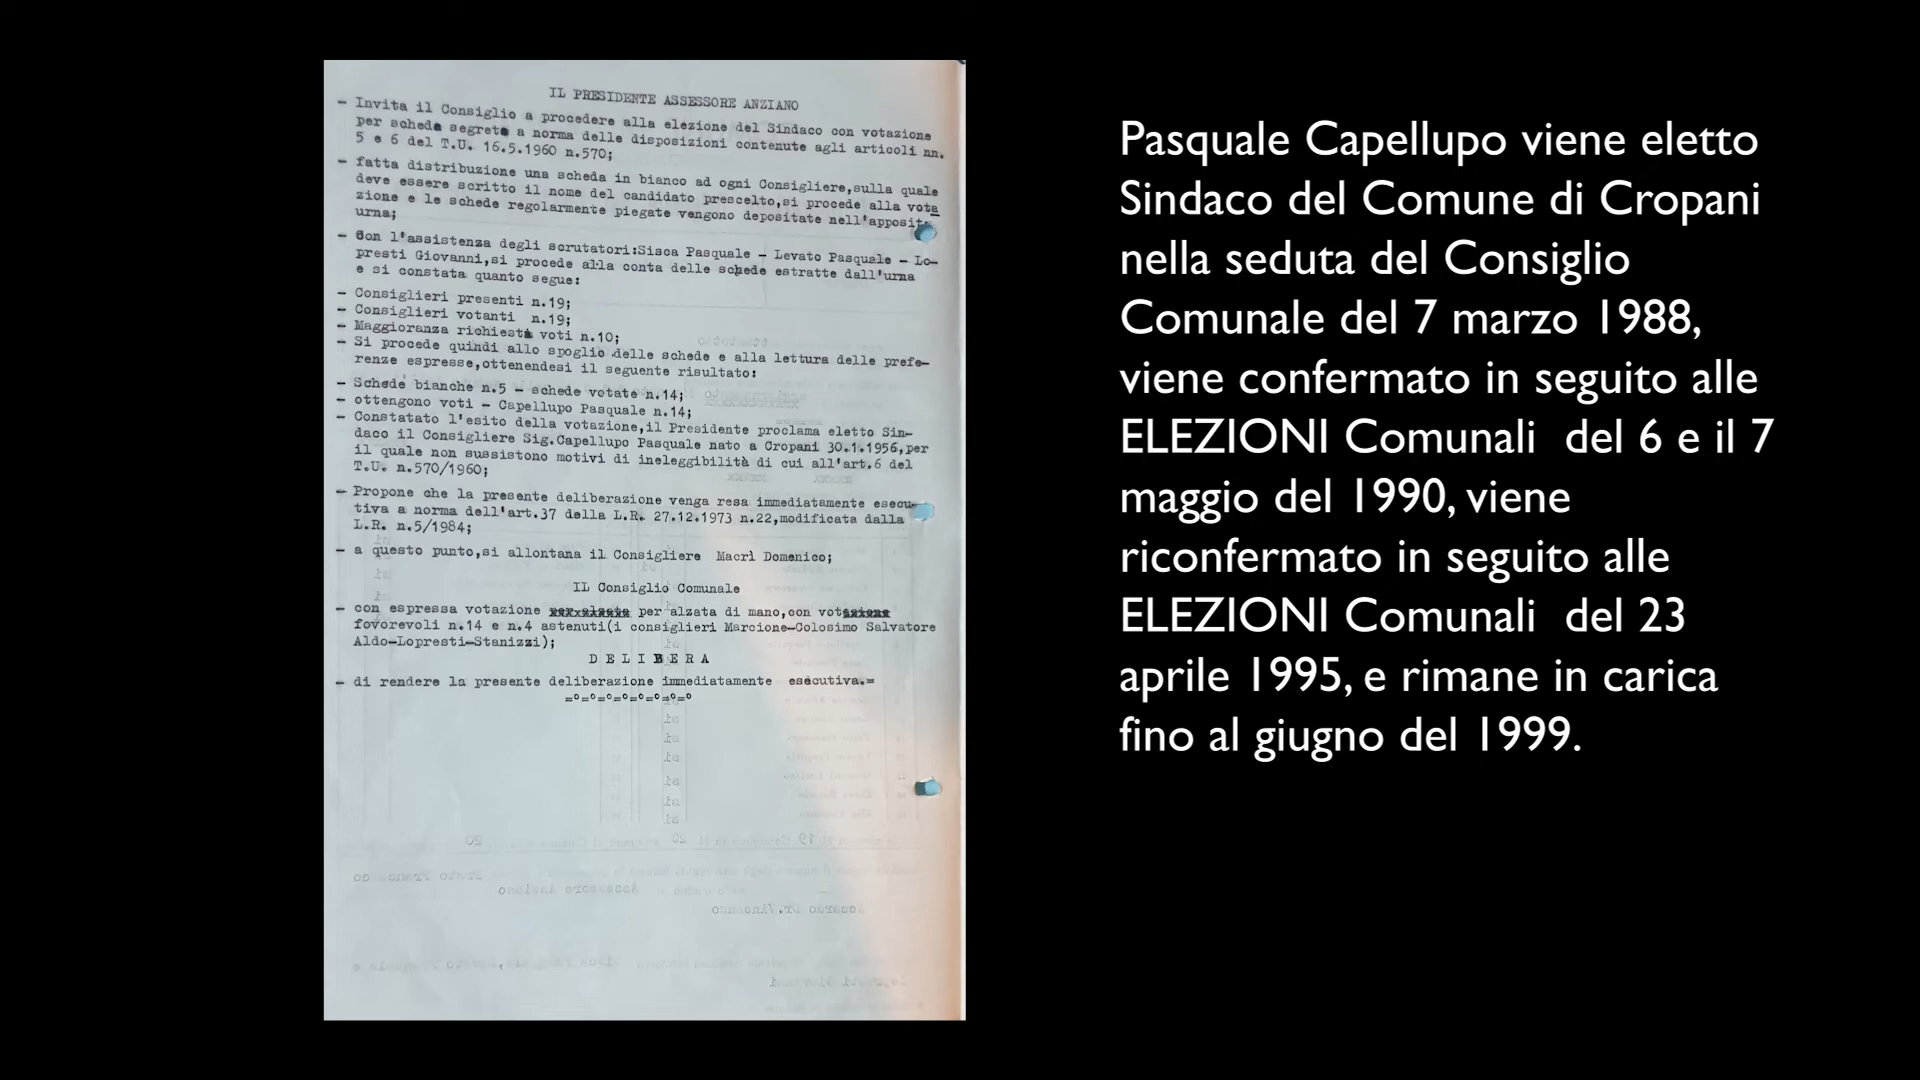 IL PRESIDENTE ASSESSORE ANZIANO
- Invita il Consiglio a procedere alla elezione del Sindaco con votazione
per scheda segreta a norma delle disposizioni contenute agli articoli nn.
5 e 6 del T.U. 16.5.1960 n.570;
- fatta distribuzione una scheda in bianco ad ogni Consigliere,sulla quale
deve essere scritto il nome del candidato prescelto,si procede alla vota
zione e le schede regolarmente piegate vengono depositate nell'apposita
urna;
- Con l'assistenza degli scrutatori:Sisca Pasquale - Levato Pasquale - Lo-
presti Giovanni,si procede alla conta delle schede estratte dall'urna
e si constata quanto segue:
- Consiglieri presenti n.19;
- Consiglieri votanti n.19;
- Maggioranza richiesta voti n.10;
- Si procede quindi allo spoglio delle schede e alla lettura delle prefe-
renze espresse,ottenendesi il seguente risultato:
- Schede bianche n.5 - schede votate n.14;
- ottengono voti - Capellupo Pasquale n.14;
- Constatato l'esito della votazione,il Presidente proclama eletto Sin-
daco il Consigliere Sig.Capellupo Pasquale nato a Cropani 30.1.1956,per
il quale non sussistono motivi di ineleggibilità di cui all'art.6 del
T.U. n.570/1960;
- Propone che la presente deliberazione venga resa immediatamente esecu-
tiva a norma dell'art.37 della L.R. 27.12.1973 n.22,modificata dalla
L.R. n.5/1984;
- a questo punto,si allontana il Consigliere Macrì Domenico;
IL Consiglio Comunale
- con espressa votazione per alzata di mano,con votazione
fovorevoli n.14 e n.4 astenuti(i consiglieri Marcione-Colosimo Salvatore
Aldo-Lopresti-Stanizzi);
D E L I B E R A
- di rendere la presente deliberazione immediatamente esecutiva.=
=°=°=°=°=°=°=°=°
Pasquale Capellupo viene eletto
Sindaco del Comune di Cropani
nella seduta del Consiglio
Comunale del 7 marzo 1988,
viene confermato in seguito alle
ELEZIONI Comunali del 6 e il 7
maggio del 1990, viene
riconfermato in seguito alle
ELEZIONI Comunali del 23
aprile 1995, e rimane in carica
fino al giugno del 1999.